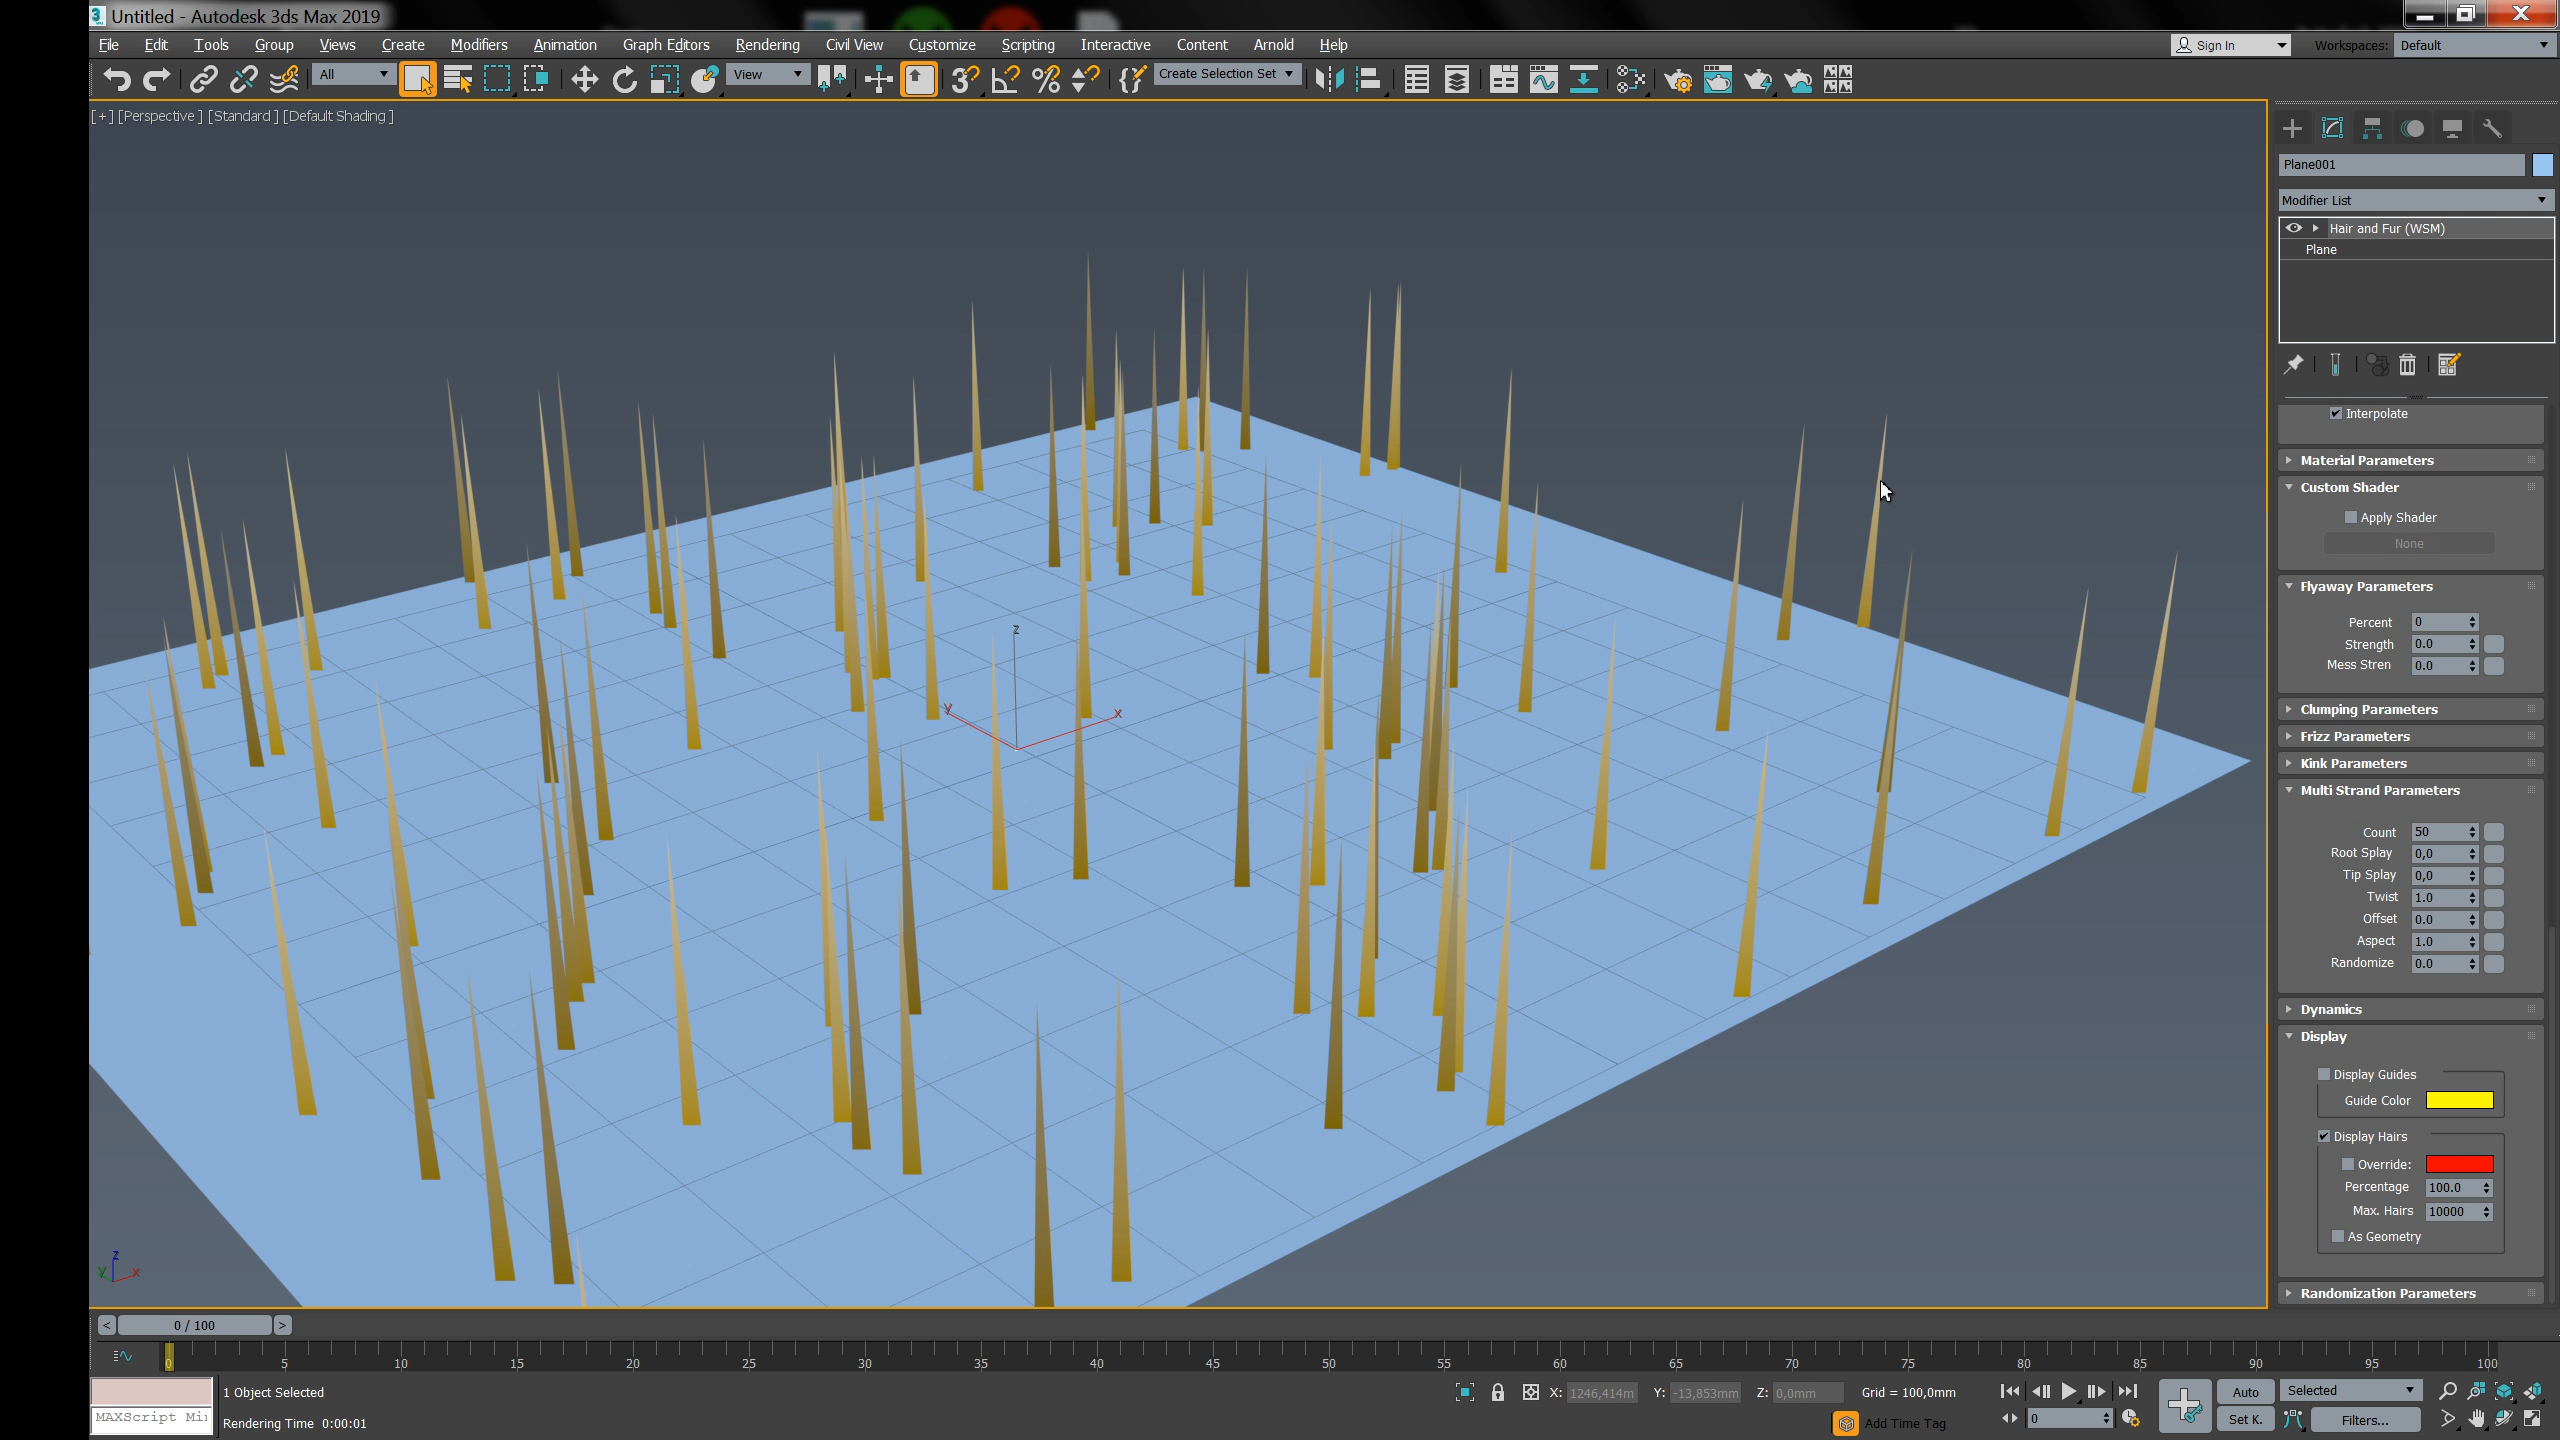 Untitled - Autodesk 3ds Max 2019
File Edit Tools Group Views Create Modifiers Animation Graph Editors Rendering Civil View Customize Scripting Interactive Content Arnold Help
Sign In Workspaces: Default
All View Create Selection Set
[+] [Perspective ] [Standard ] [Default Shading ]
Plane001
Modifier List
Hair and Fur (WSM)
Plane
Interpolate
Material Parameters
Custom Shader
Apply Shader
None
Flyaway Parameters
Percent 0
Strength 0.0
Mess Stren 0.0
Clumping Parameters
Frizz Parameters
Kink Parameters
Multi Strand Parameters
Count 50
Root Splay 0,0
Tip Splay 0,0
Twist 1.0
Offset 0.0
Aspect 1.0
Randomize 0.0
Dynamics
Display
Display Guides
Guide Color
Display Hairs
Override:
Percentage 100.0
Max. Hairs 10000
As Geometry
Randomization Parameters
z
y x
z
y x
< 0 / 100 >
0 5 10 15 20 25 30 35 40 45 50 55 60 65 70 75 80 85 90 95 100
1 Object Selected X: 1246,414m Y: -13,853mm Z: 0,0mm Grid = 100,0mm Auto Selected
MAXScript Mi
Rendering Time 0:00:01 Add Time Tag 0 Set K. Filters...